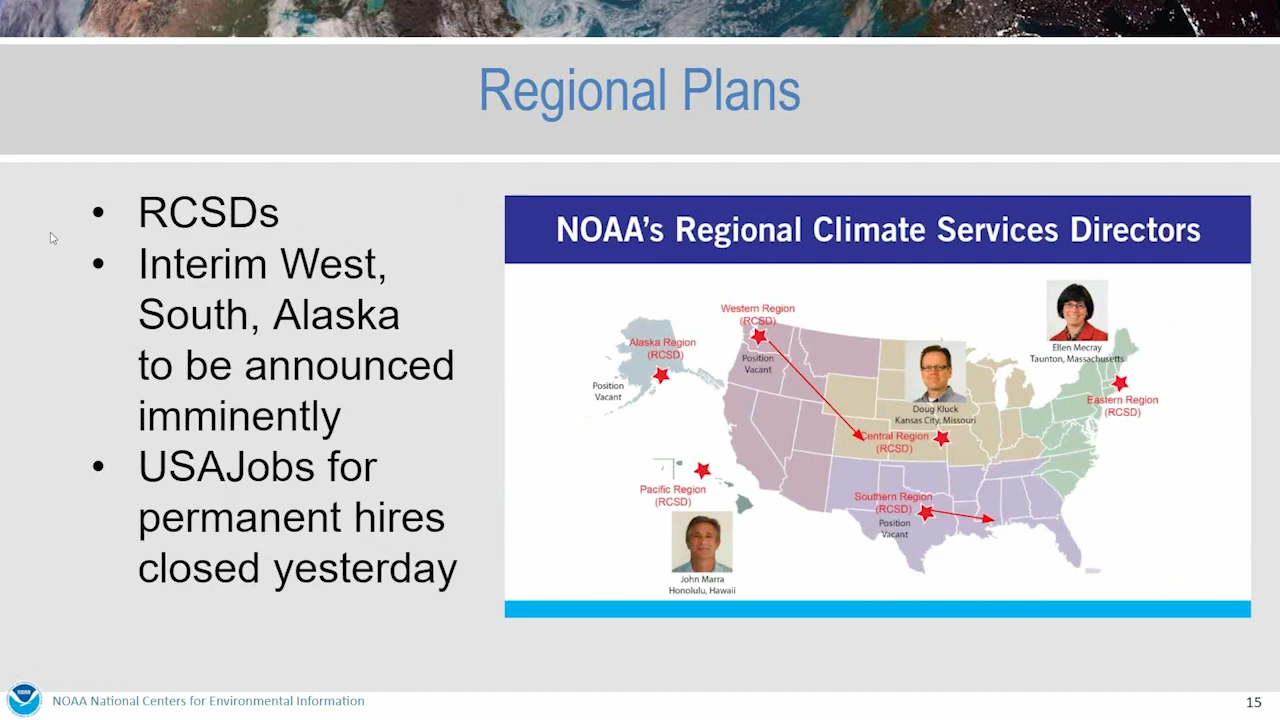 Regional Plans
• RCSDs
• Interim West,
South, Alaska
to be announced
imminently
• USAJobs for
permanent hires
closed yesterday
NOAA's Regional Climate Services Directors
Western Region
(RCSD)
Position
Vacant
Alaska Region
(RCSD)
Position
Vacant
Ellen Mecray
Taunton, Massachusetts
Eastern Region
(RCSD)
Doug Kluck
Kansas City, Missouri
Central Region
(RCSD)
Pacific Region
(RCSD)
John Marra
Honolulu, Hawaii
Southern Region
(RCSD)
Position
Vacant
NOAA
NOAA National Centers for Environmental Information
15